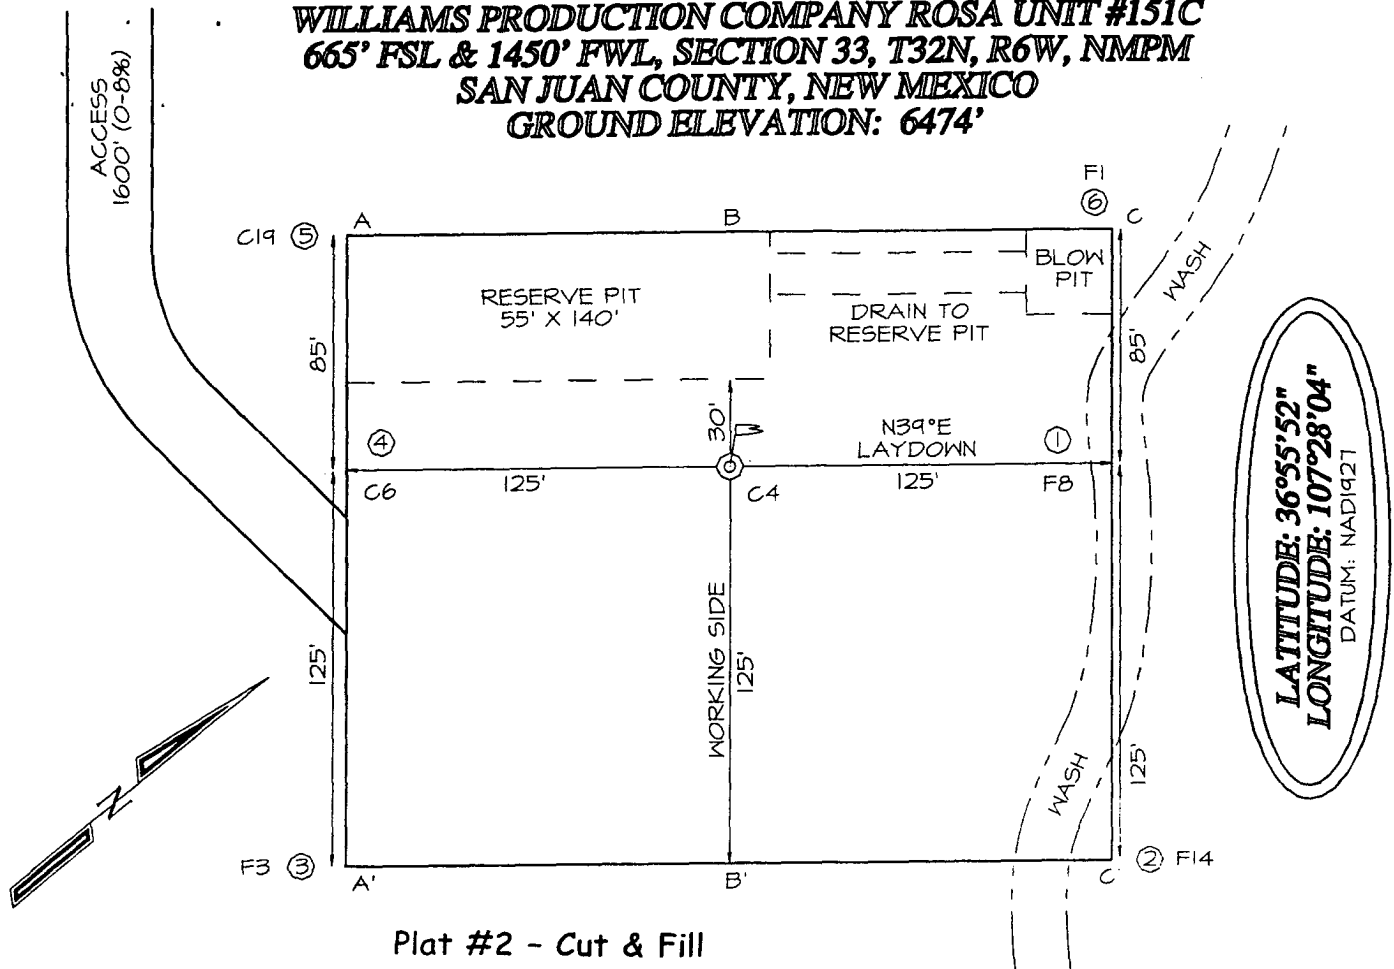 WILLIAMS PRODUCTION COMPANY ROSA UNIT #151C
665' FSL & 1450' FWL, SECTION 33, T32N, R6W, NMPM
SAN JUAN COUNTY, NEW MEXICO
GROUND ELEVATION: 6474'
ACCESS
1600' (0-8%)
F1
6
C
A
B
C19 5
BLOW
PIT
WASH
RESERVE PIT
55' X 140'
DRAIN TO
RESERVE PIT
85'
85'
30'
N39°E
LAYDOWN
4
1
C6
125'
C4
125'
F8
LATITUDE: 36°55'52"
LONGITUDE: 107°28'04"
DATUM: NAD1927
WORKING SIDE
125'
125'
125'
WASH
N
F3 3
A'
B'
C'
2 F14
Plat #2 - Cut & Fill